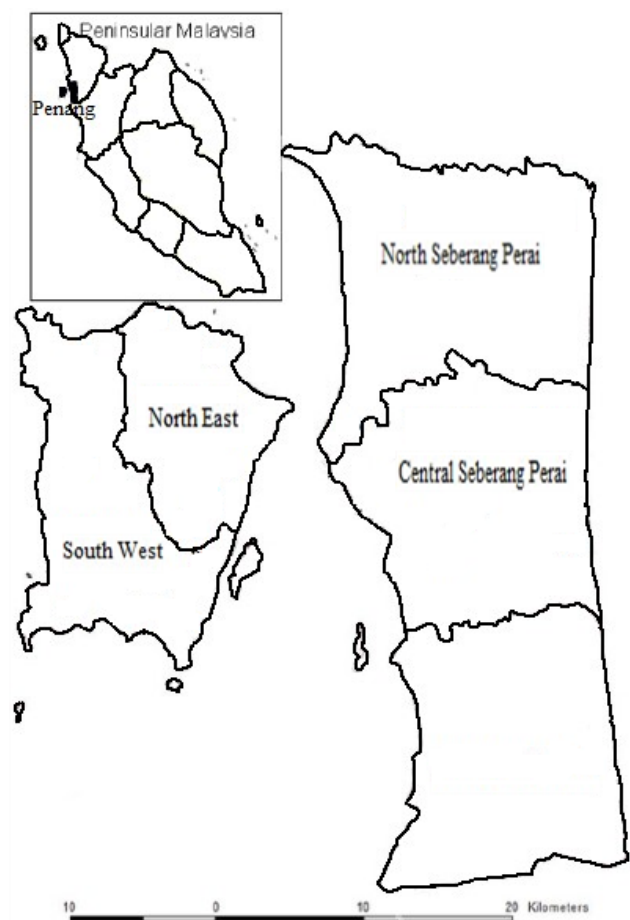 Peninsular Malaysia
Penang
North Seberang Perai
North East
Central Seberang Perai
South West
10 0 10 20 Kilometers